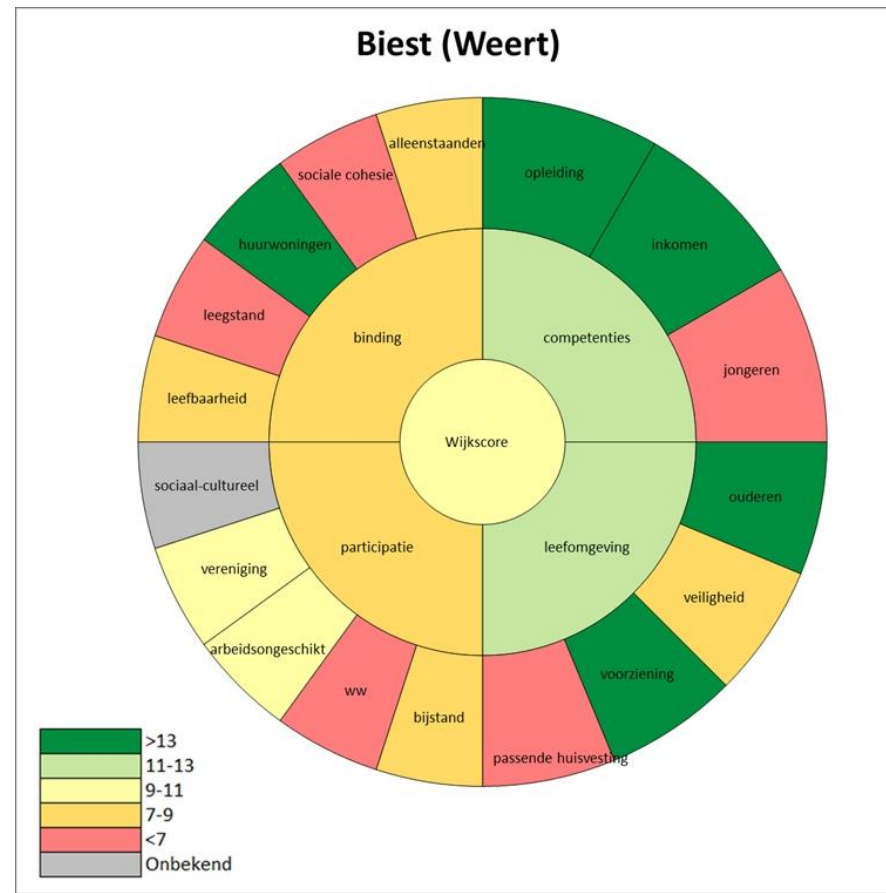 Biest (Weert)
alleenstaanden
opleiding
sociale cohesie
inkomen
huurwoningen
leegstand
binding
competenties
jongeren
leefbaarheid
Wijkscore
sociaal-cultureel
ouderen
participatie
leefomgeving
vereniging
veiligheid
arbeidsongeschikt
voorziening
ww
bijstand
passende huisvesting
>13
11-13
9-11
7-9
<7
Onbekend